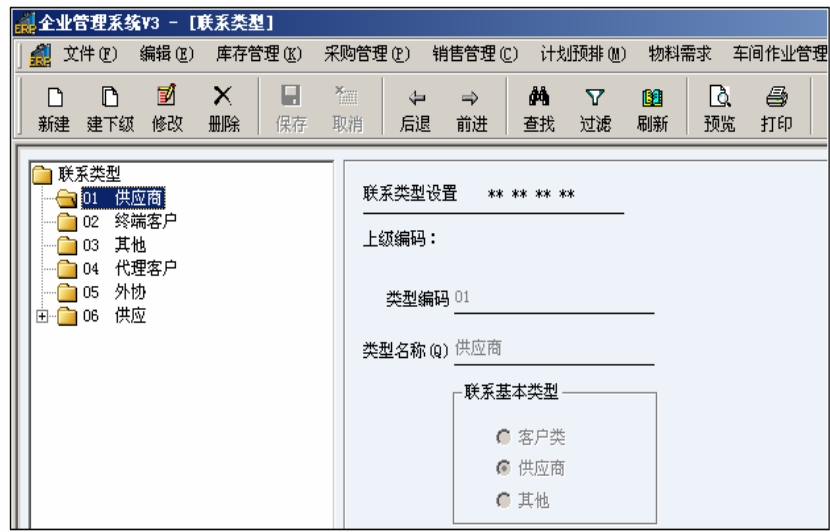 企业管理系统V3 - [联系类型]
ERP 文件(F) 编辑(E) 库存管理(K) 采购管理(P) 销售管理(C) 计划预排(M) 物料需求 车间作业管理
新建 建下级 修改 删除 保存 取消 后退 前进 查找 过滤 刷新 预览 打印
联系类型
01 供应商
02 终端客户
03 其他
04 代理客户
05 外协
06 供应
联系类型设置 ** ** ** **
上级编码：
类型编码 01
类型名称(Q) 供应商
联系基本类型
客户类
供应商
其他